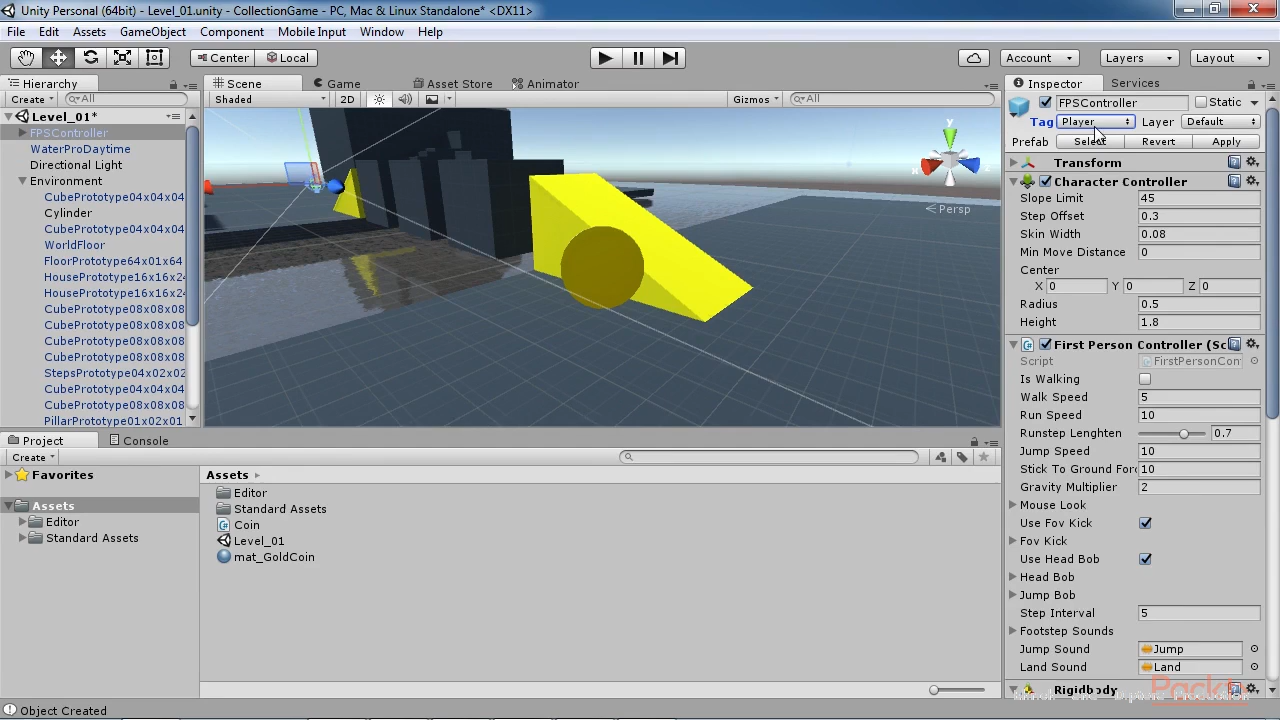 Unity Personal (64bit) - Level_01.unity - CollectionGame - PC, Mac & Linux Standalone* <DX11>
File Edit Assets GameObject Component Mobile Input Window Help
Center Local Account Layers Layout
Hierarchy
Create All
Level_01*
FPSController
WaterProDaytime
Directional Light
Environment
CubePrototype04x04x04
Cylinder
CubePrototype04x04x04
WorldFloor
FloorPrototype64x01x64
HousePrototype16x16x24
HousePrototype16x16x24
CubePrototype08x08x08
CubePrototype08x08x08
CubePrototype08x08x08
CubePrototype08x08x08
StepsPrototype04x02x02
CubePrototype04x04x04
CubePrototype08x08x08
PillarPrototype01x02x01
Scene Game Asset Store Animator
Shaded 2D Gizmos All
y
x
z
Persp
Inspector Services
FPSController Static
Tag Player Layer Default
Prefab Select Revert Apply
Transform
Character Controller
Slope Limit 45
Step Offset 0.3
Skin Width 0.08
Min Move Distance 0
Center
X 0 Y 0 Z 0
Radius 0.5
Height 1.8
First Person Controller (Sc
Script FirstPersonCon
Is Walking
Walk Speed 5
Run Speed 10
Runstep Lenghten 0.7
Jump Speed 10
Stick To Ground Forc 10
Gravity Multiplier 2
Mouse Look
Use Fov Kick
Fov Kick
Use Head Bob
Head Bob
Jump Bob
Step Interval 5
Footstep Sounds
Jump Sound Jump
Land Sound Land
Rigidbody
Packt
Project Console
Create
Favorites
Assets
Editor
Standard Assets
Assets
Editor
Standard Assets
Coin
Level_01
mat_GoldCoin
Object Created